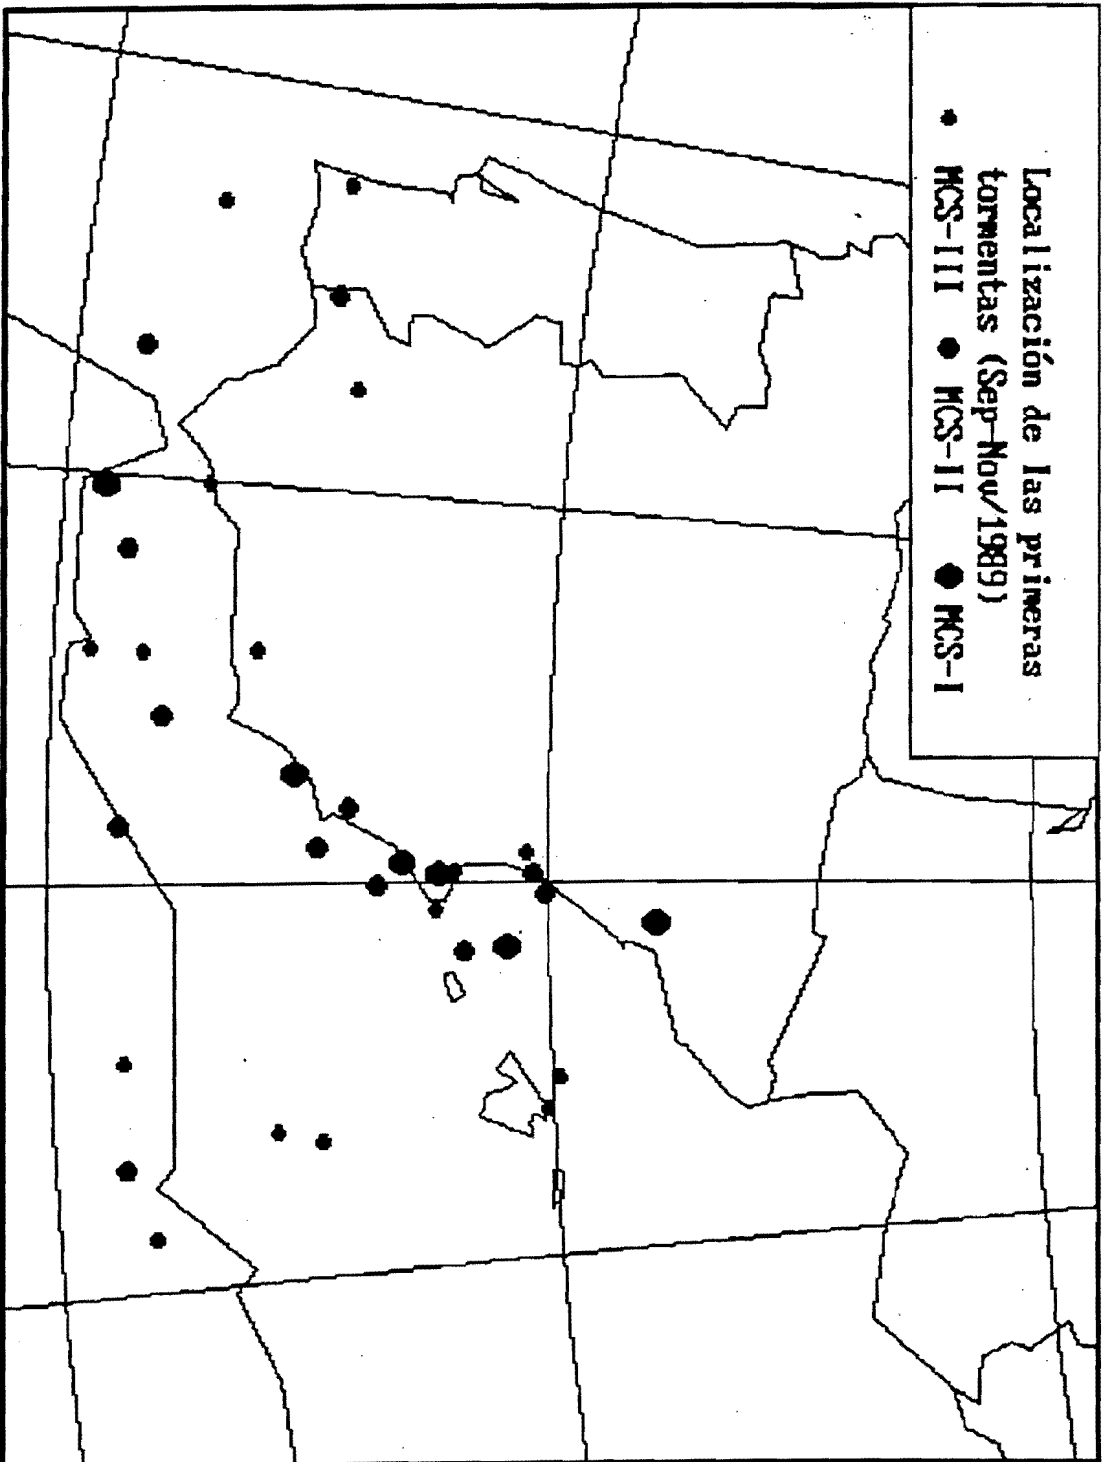 Localización de las primeras
tormentas (Sep-Nov/1989)
MCS-III MCS-II MCS-I